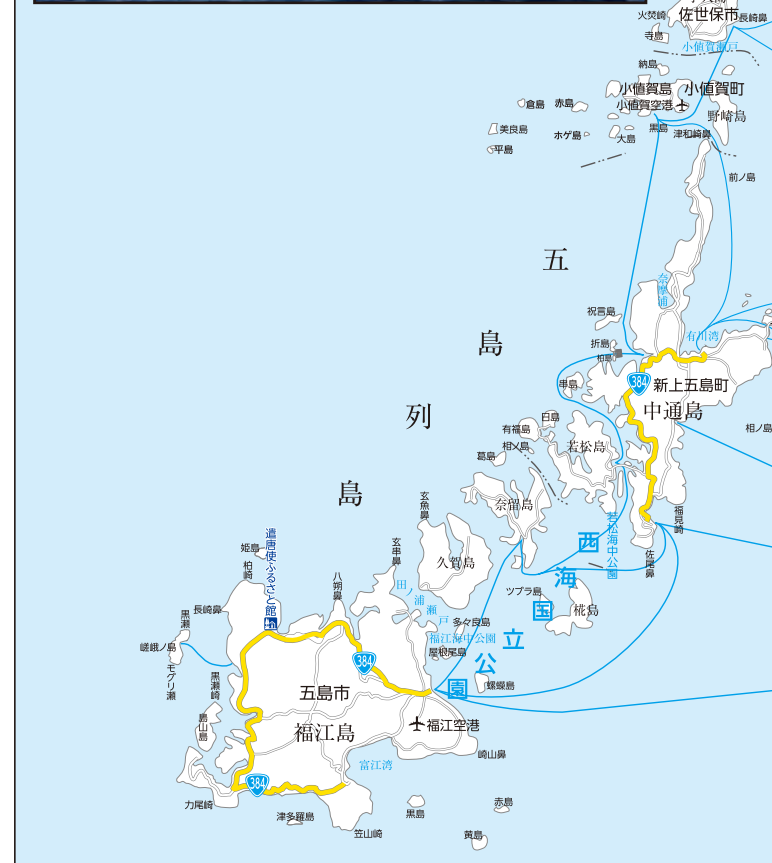 火焚崎
佐世保市
長崎鼻
寺島
小値賀瀬戸
納島
小値賀島
小値賀町
小値賀空港
倉島
赤島
野崎島
美良島
ホゲ島
大島
黒島
津和崎鼻
平島
前ノ島
五島列島
奈摩浦
祝言島
有川湾
折島
柏島
384
新上五島町
串島
中通島
臼島
有福島
相ノ島
相ノ島
若松島
葛島
奈留島
玄魚鼻
福見崎
若松海中公園
西海国立公園
佐尾鼻
遣唐使ふるさと館
姫島
柏崎
玄串鼻
久賀島
八朔鼻
田ノ浦瀬戸
ツブラ島
椛島
長崎鼻
黒瀬
多々良島
福江海中公園
嵯峨ノ島
屋根尾島
384
モグリ瀬
黒瀬崎
螺蠑島
五島市
島山島
福江島
福江空港
崎山鼻
富江湾
384
力尾崎
津多羅島
黒島
赤島
笠山崎
黄島